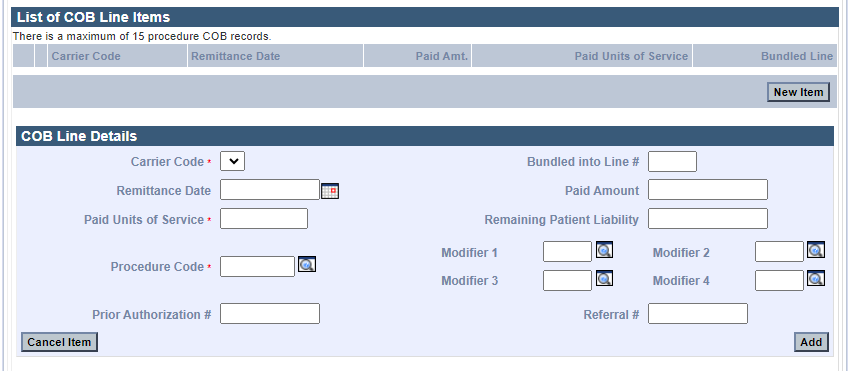 List of COB Line Items
There is a maximum of 15 procedure COB records.
Carrier Code Remittance Date Paid Amt. Paid Units of Service Bundled Line
New Item
COB Line Details
Carrier Code * Bundled into Line #
Remittance Date Paid Amount
Paid Units of Service * Remaining Patient Liability
Procedure Code * Modifier 1 Modifier 2
Modifier 3 Modifier 4
Prior Authorization # Referral #
Cancel Item Add